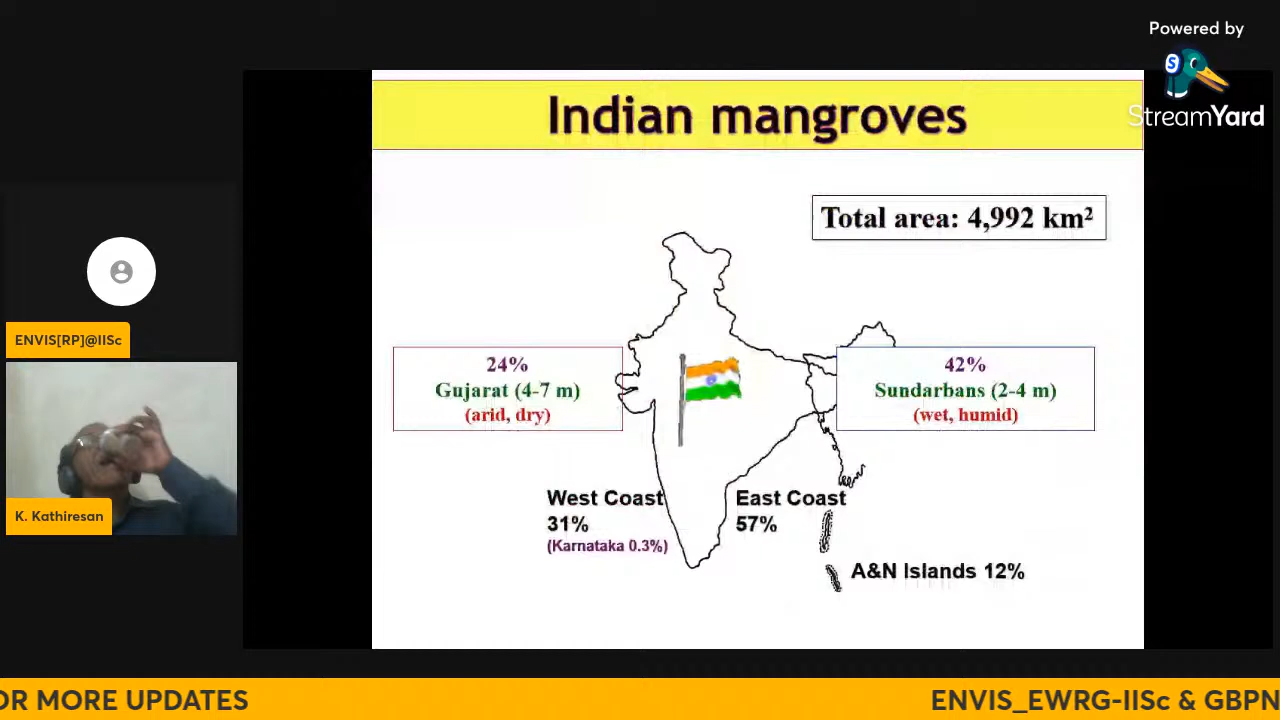 Powered by
StreamYard
Indian mangroves
Total area: 4,992 km²
24%
Gujarat (4-7 m)
(arid, dry)
42%
Sundarbans (2-4 m)
(wet, humid)
West Coast
31%
(Karnataka 0.3%)
East Coast
57%
A&N Islands 12%
ENVIS[RP]@IISc
K. Kathiresan
OR MORE UPDATES
ENVIS_EWRG-IISc & GBPN